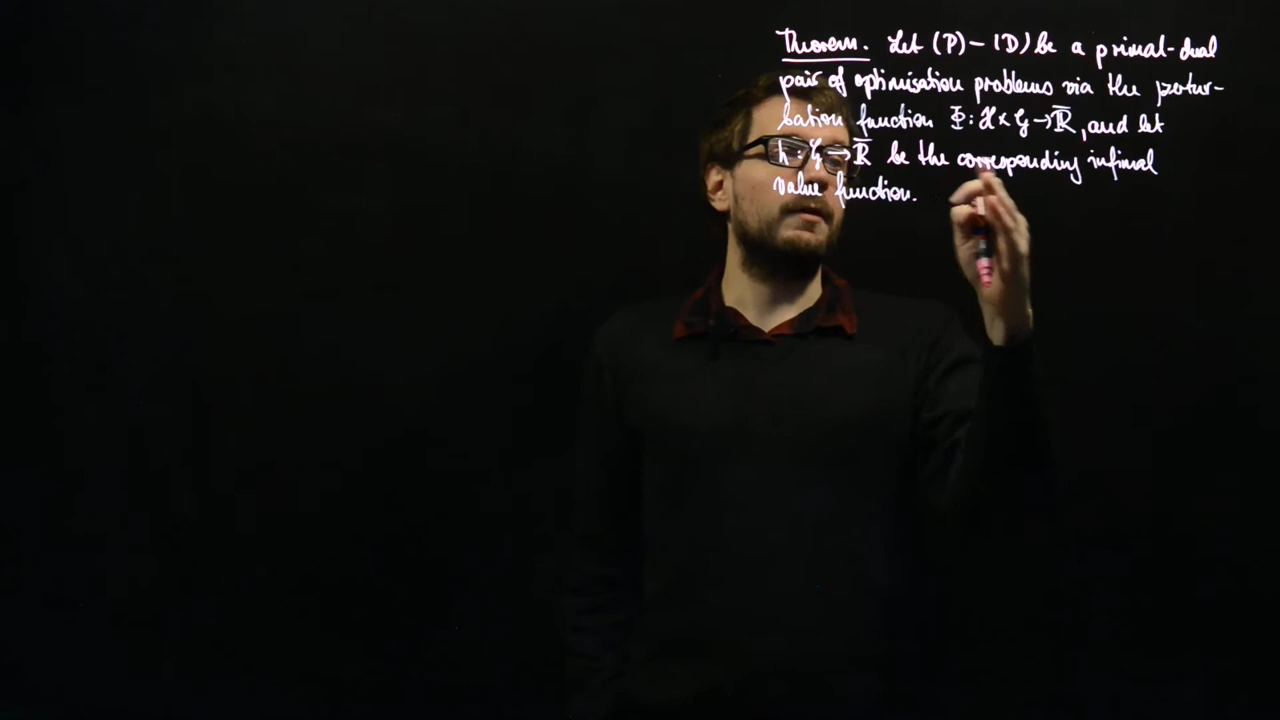 Theorem. Let (P)-(D) be a primal-dual
pair of optimisation problems via the pertur-
bation function Φ: ℋ×𝒢→ℝ̅, and let
h: 𝒢→ℝ̅ be the corresponding infimal
value function.